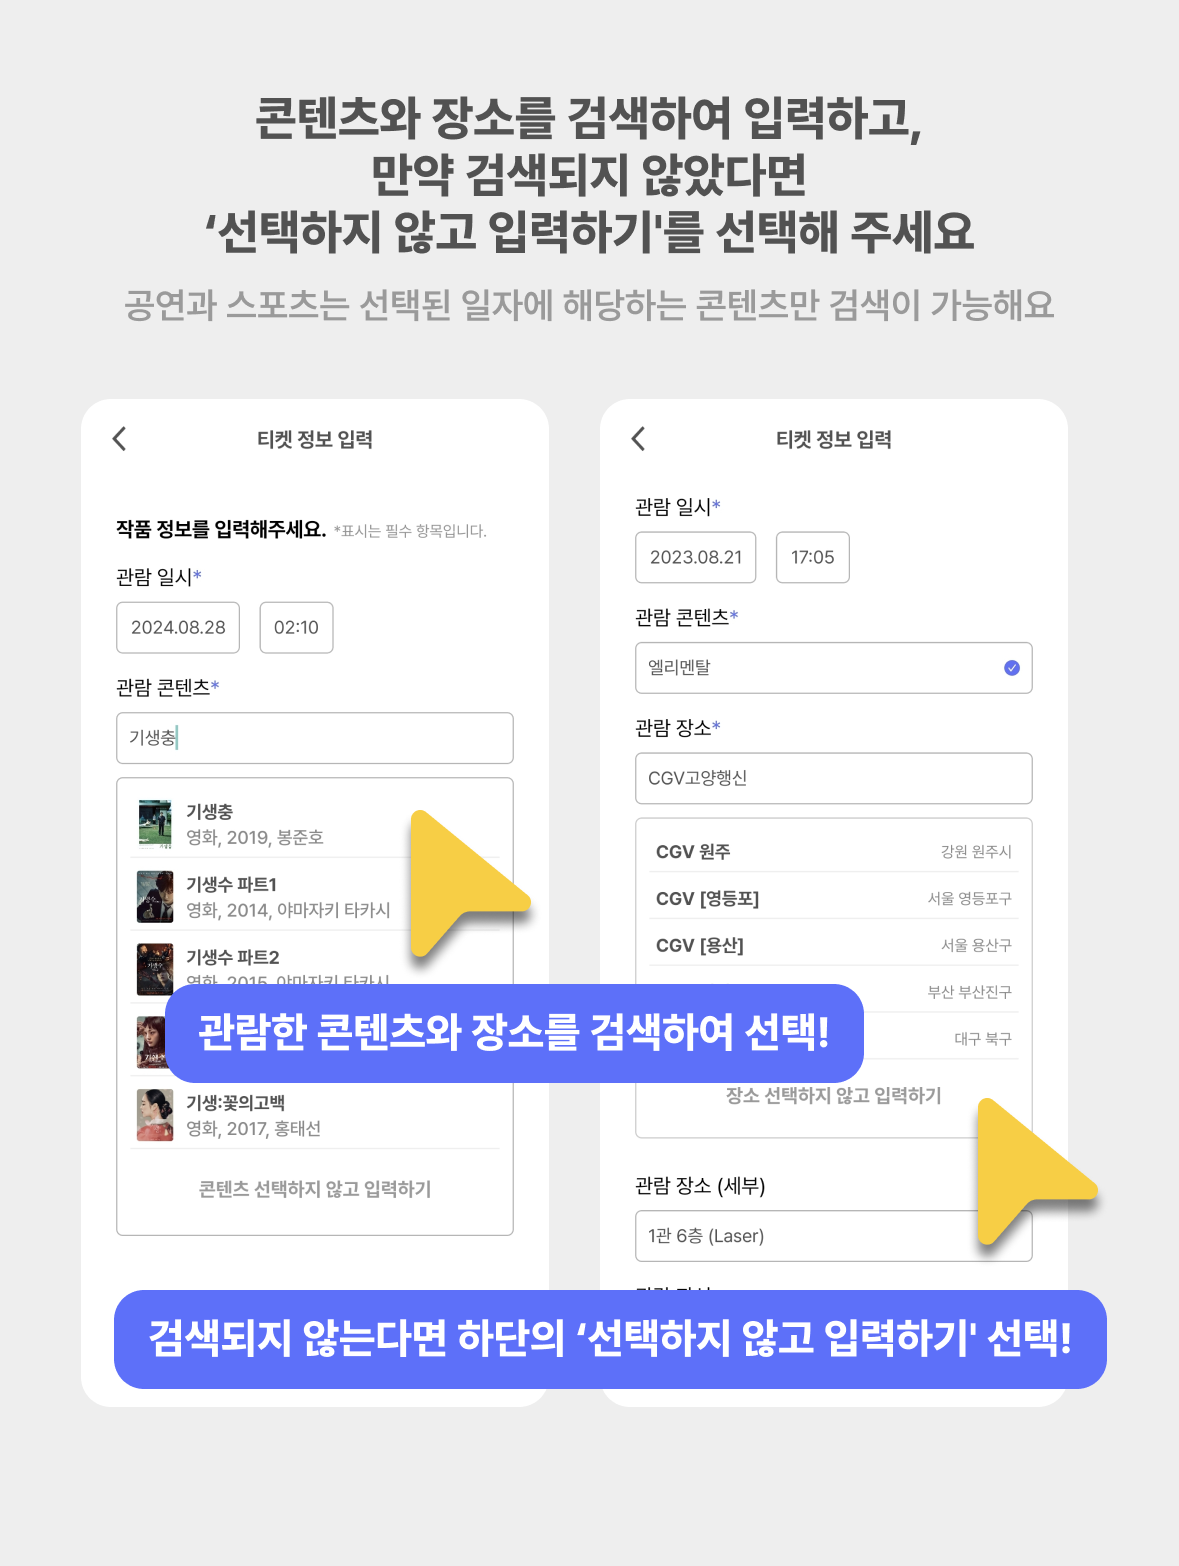 콘텐츠와 장소를 검색하여 입력하고,
만약 검색되지 않았다면
‘선택하지 않고 입력하기'를 선택해 주세요
공연과 스포츠는 선택된 일자에 해당하는 콘텐츠만 검색이 가능해요
티켓 정보 입력
작품 정보를 입력해주세요. *표시는 필수 항목입니다.
관람 일시*
2024.08.28 02:10
관람 콘텐츠*
기생충
기생충
영화, 2019, 봉준호
기생수 파트1
영화, 2014, 야마자키 타카시
기생수 파트2
영화, 2015, 야마자키 타카시
기생:꽃의고백
영화, 2017, 홍태선
콘텐츠 선택하지 않고 입력하기
티켓 정보 입력
관람 일시*
2023.08.21 17:05
관람 콘텐츠*
엘리멘탈
관람 장소*
CGV고양행신
CGV 원주 강원 원주시
CGV [영등포] 서울 영등포구
CGV [용산] 서울 용산구
부산 부산진구
대구 북구
장소 선택하지 않고 입력하기
관람 장소 (세부)
1관 6층 (Laser)
관람한 콘텐츠와 장소를 검색하여 선택!
검색되지 않는다면 하단의 ‘선택하지 않고 입력하기' 선택!